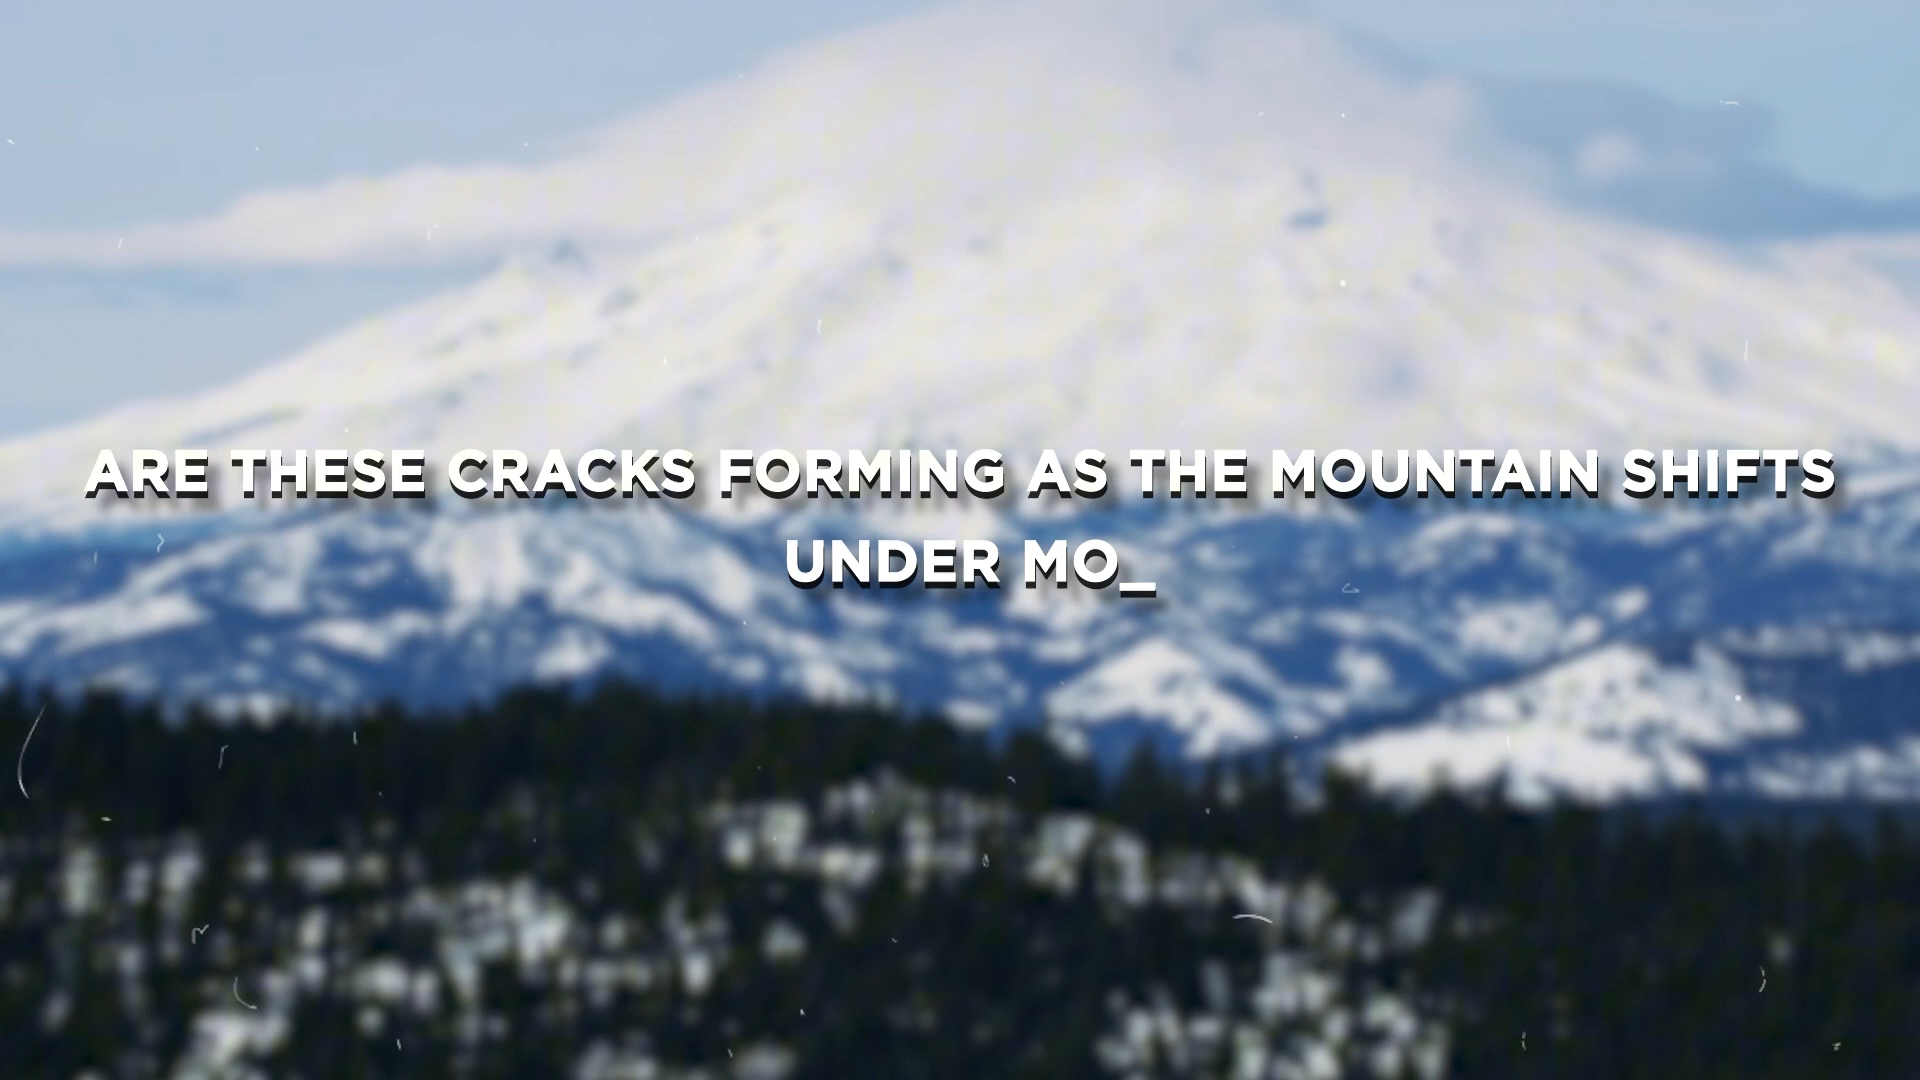 ARE THESE CRACKS FORMING AS THE MOUNTAIN SHIFTS
UNDER MO_